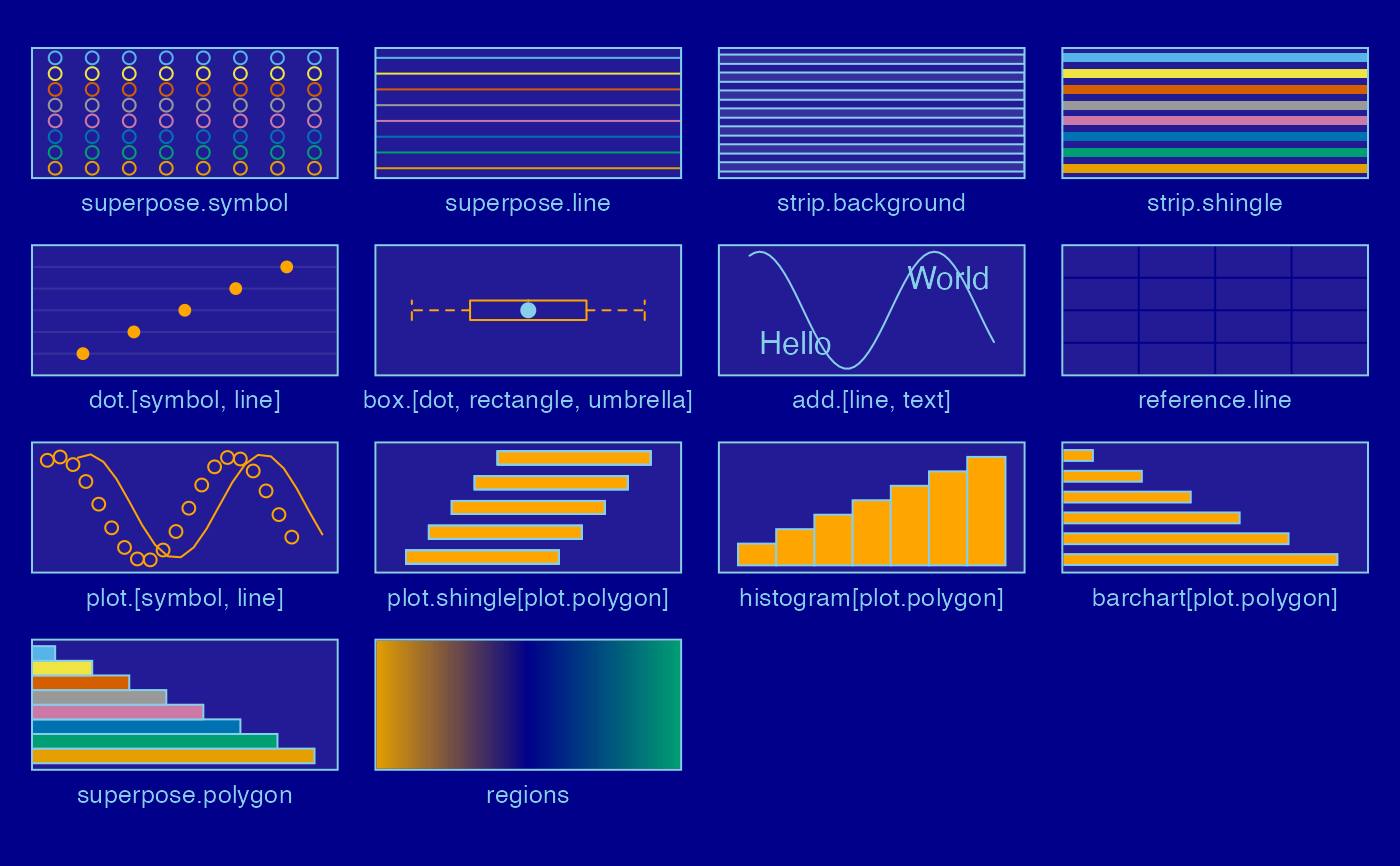 superpose.symbol
superpose.line
strip.background
strip.shingle
World
Hello
dot.[symbol, line]
box.[dot, rectangle, umbrella]
add.[line, text]
reference.line
plot.[symbol, line]
plot.shingle[plot.polygon]
histogram[plot.polygon]
barchart[plot.polygon]
superpose.polygon
regions